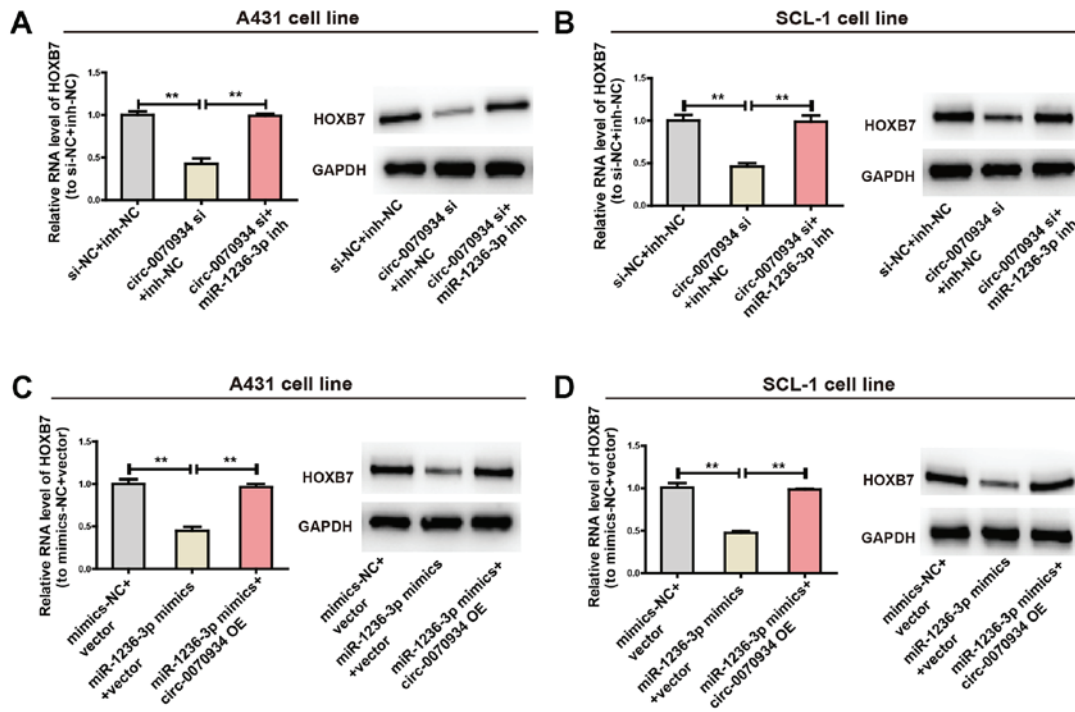 A
A431 cell line
Relative RNA level of HOXB7
(to si-NC+inh-NC)
1.5
1.0
0.5
0.0
**
**
si-NC+inh-NC
circ-0070934 si
+inh-NC
circ-0070934 si+
miR-1236-3p inh
HOXB7
GAPDH
si-NC+inh-NC
circ-0070934 si
+inh-NC
circ-0070934 si+
miR-1236-3p inh
B
SCL-1 cell line
Relative RNA level of HOXB7
(to si-NC+inh-NC)
1.5
1.0
0.5
0.0
**
**
si-NC+inh-NC
circ-0070934 si
+inh-NC
circ-0070934 si+
miR-1236-3p inh
HOXB7
GAPDH
si-NC+inh-NC
circ-0070934 si
+inh-NC
circ-0070934 si+
miR-1236-3p inh
C
A431 cell line
Relative RNA level of HOXB7
(to mimics-NC+vector)
1.5
1.0
0.5
0.0
**
**
mimics-NC+
vector
miR-1236-3p mimics
+vector
miR-1236-3p mimics+
circ-0070934 OE
HOXB7
GAPDH
mimics-NC+
vector
miR-1236-3p mimics
+vector
miR-1236-3p mimics+
circ-0070934 OE
D
SCL-1 cell line
Relative RNA level of HOXB7
(to mimics-NC+vector)
1.5
1.0
0.5
0.0
**
**
mimics-NC+
vector
miR-1236-3p mimics
+vector
miR-1236-3p mimics+
circ-0070934 OE
HOXB7
GAPDH
mimics-NC+
vector
miR-1236-3p mimics
+vector
miR-1236-3p mimics+
circ-0070934 OE